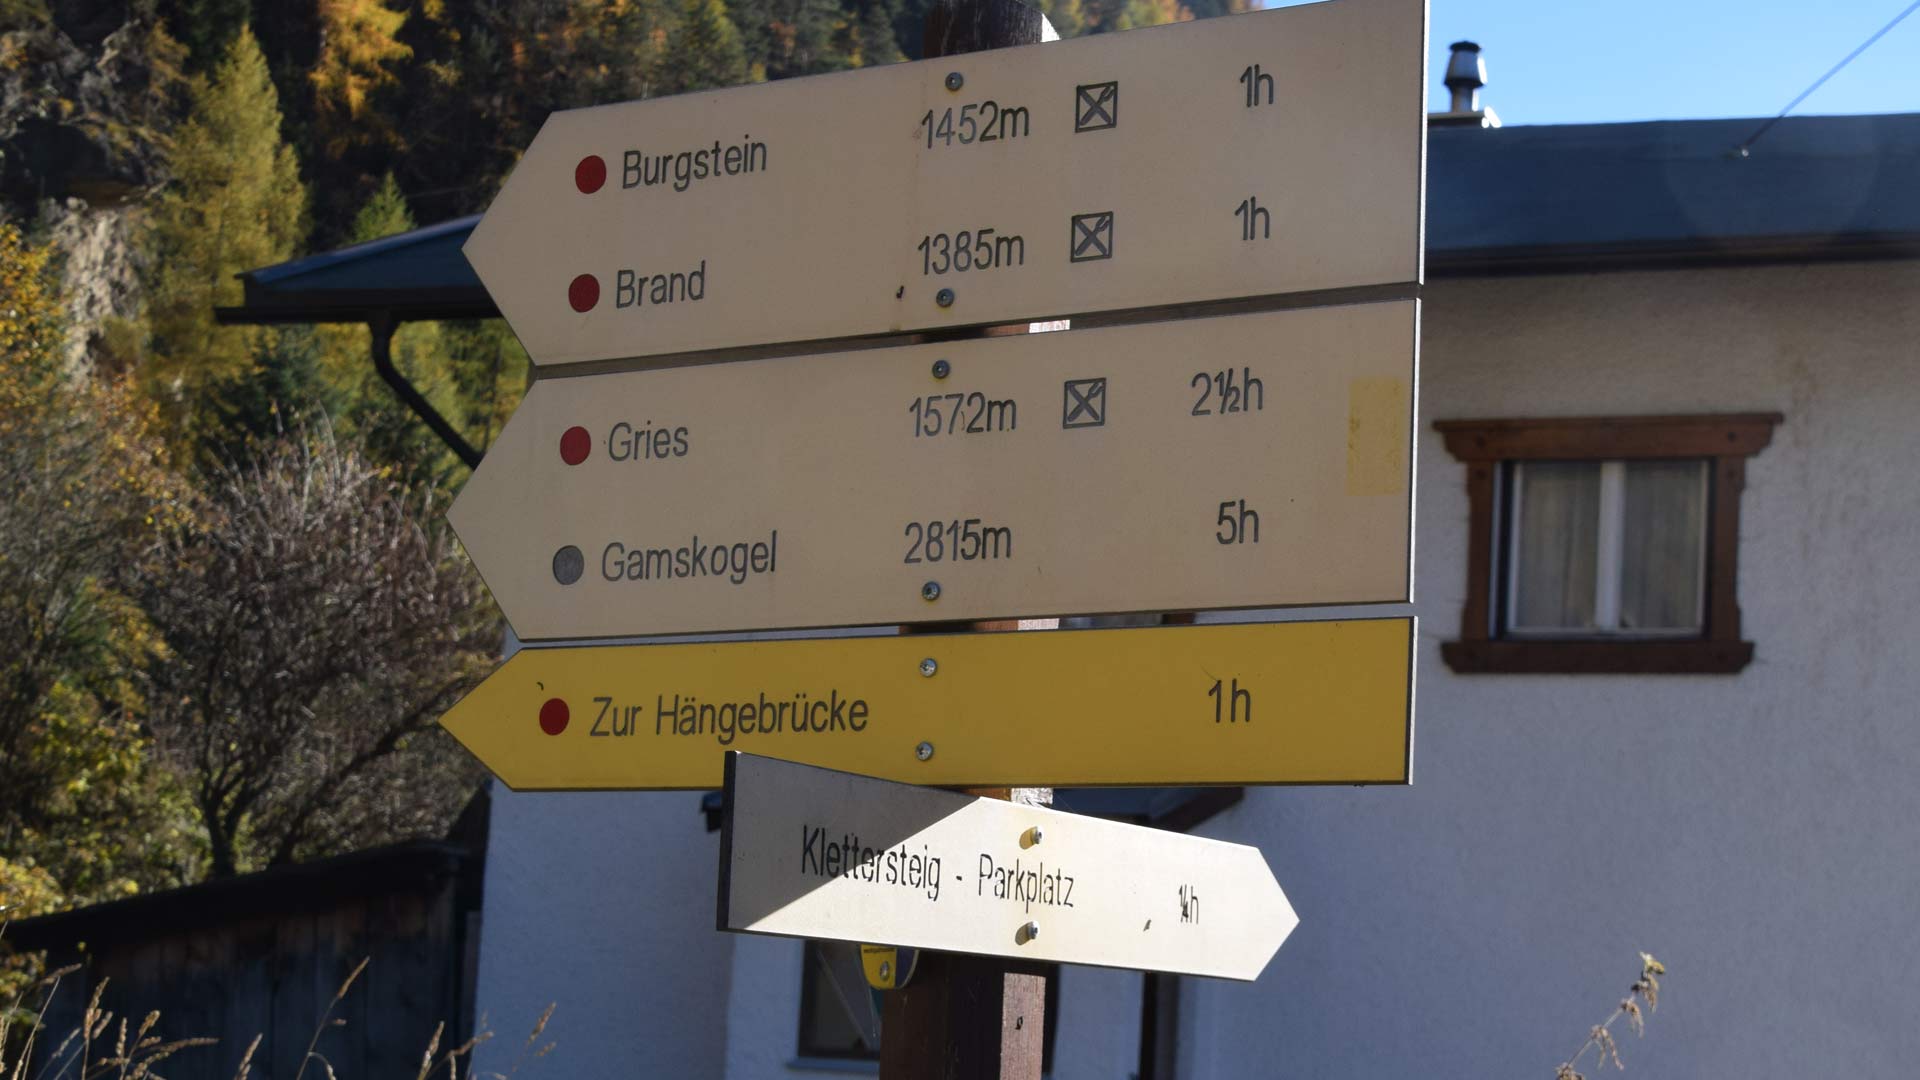 Burgstein 1452m 1h
Brand 1385m 1h
Gries 1572m 2½h
Gamskogel 2815m 5h
Zur Hängebrücke 1h
Klettersteig - Parkplatz ¼h